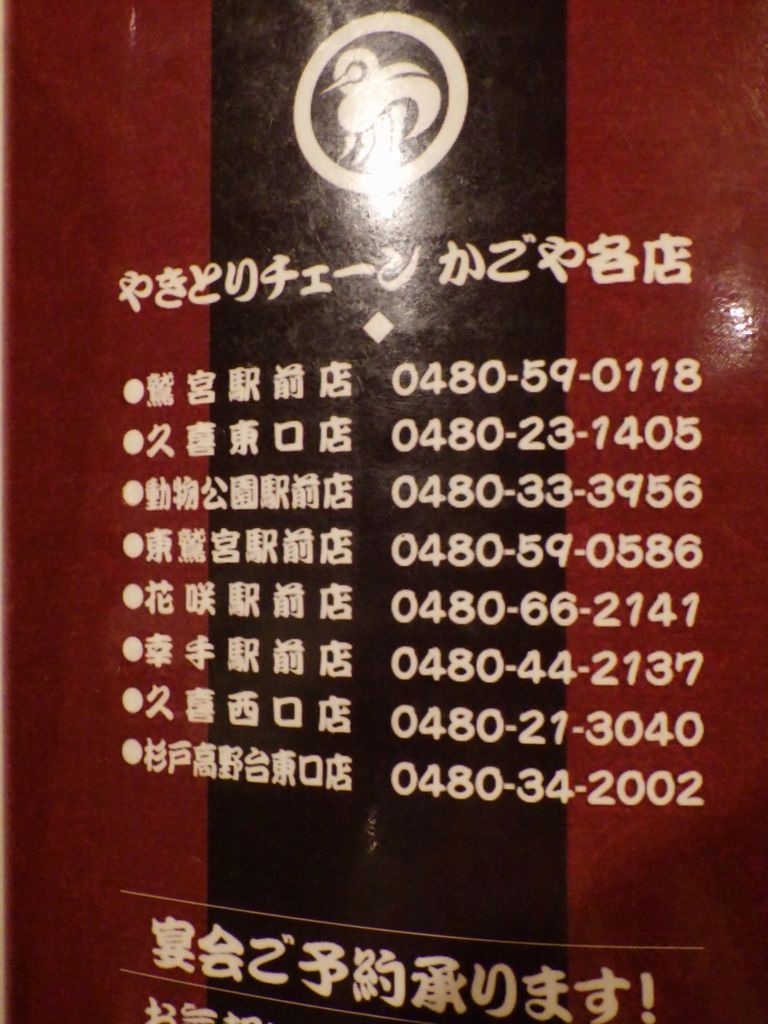 やきとりチェーン かごや各店
◆
●鷲宮駅前店 0480-59-0118
●久喜東口店 0480-23-1405
●動物公園駅前店 0480-33-3956
●東鷲宮駅前店 0480-59-0586
●花咲駅前店 0480-66-2141
●幸手駅前店 0480-44-2137
●久喜西口店 0480-21-3040
●杉戸高野台東口店 0480-34-2002
宴会ご予約承ります!